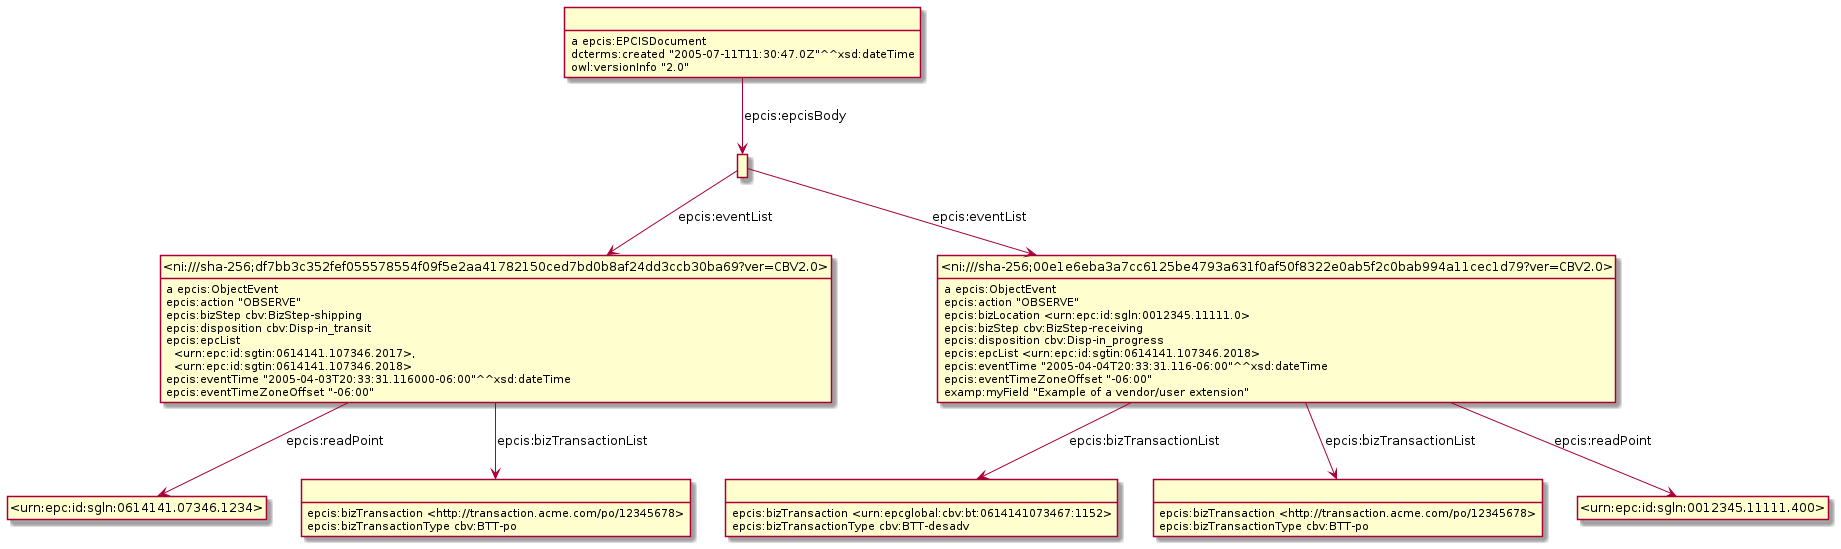 a epcis:EPCISDocument
dcterms:created "2005-07-11T11:30:47.0Z"^^xsd:dateTime
owl:versionInfo "2.0"
epcis:epcisBody
epcis:eventList
epcis:eventList
<ni:///sha-256;df7bb3c352fef055578554f09f5e2aa41782150ced7bd0b8af24dd3ccb30ba69?ver=CBV2.0>
a epcis:ObjectEvent
epcis:action "OBSERVE"
epcis:bizStep cbv:BizStep-shipping
epcis:disposition cbv:Disp-in_transit
epcis:epcList
<urn:epc:id:sgtin:0614141.107346.2017>,
<urn:epc:id:sgtin:0614141.107346.2018>
epcis:eventTime "2005-04-03T20:33:31.116000-06:00"^^xsd:dateTime
epcis:eventTimeZoneOffset "-06:00"
<ni:///sha-256;00e1e6eba3a7cc6125be4793a631f0af50f8322e0ab5f2c0bab994a11cec1d79?ver=CBV2.0>
a epcis:ObjectEvent
epcis:action "OBSERVE"
epcis:bizLocation <urn:epc:id:sgln:0012345.11111.0>
epcis:bizStep cbv:BizStep-receiving
epcis:disposition cbv:Disp-in_progress
epcis:epcList <urn:epc:id:sgtin:0614141.107346.2018>
epcis:eventTime "2005-04-04T20:33:31.116-06:00"^^xsd:dateTime
epcis:eventTimeZoneOffset "-06:00"
examp:myField "Example of a vendor/user extension"
epcis:readPoint
epcis:bizTransactionList
epcis:bizTransactionList
epcis:bizTransactionList
epcis:readPoint
<urn:epc:id:sgln:0614141.07346.1234>
epcis:bizTransaction <http://transaction.acme.com/po/12345678>
epcis:bizTransactionType cbv:BTT-po
epcis:bizTransaction <urn:epcglobal:cbv:bt:0614141073467:1152>
epcis:bizTransactionType cbv:BTT-desadv
epcis:bizTransaction <http://transaction.acme.com/po/12345678>
epcis:bizTransactionType cbv:BTT-po
<urn:epc:id:sgln:0012345.11111.400>